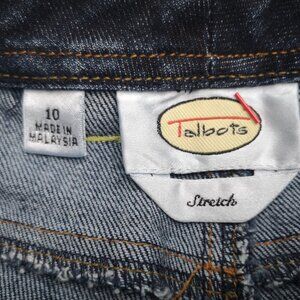 10
MADE IN
MALAYSIA
Talbots
Stretch